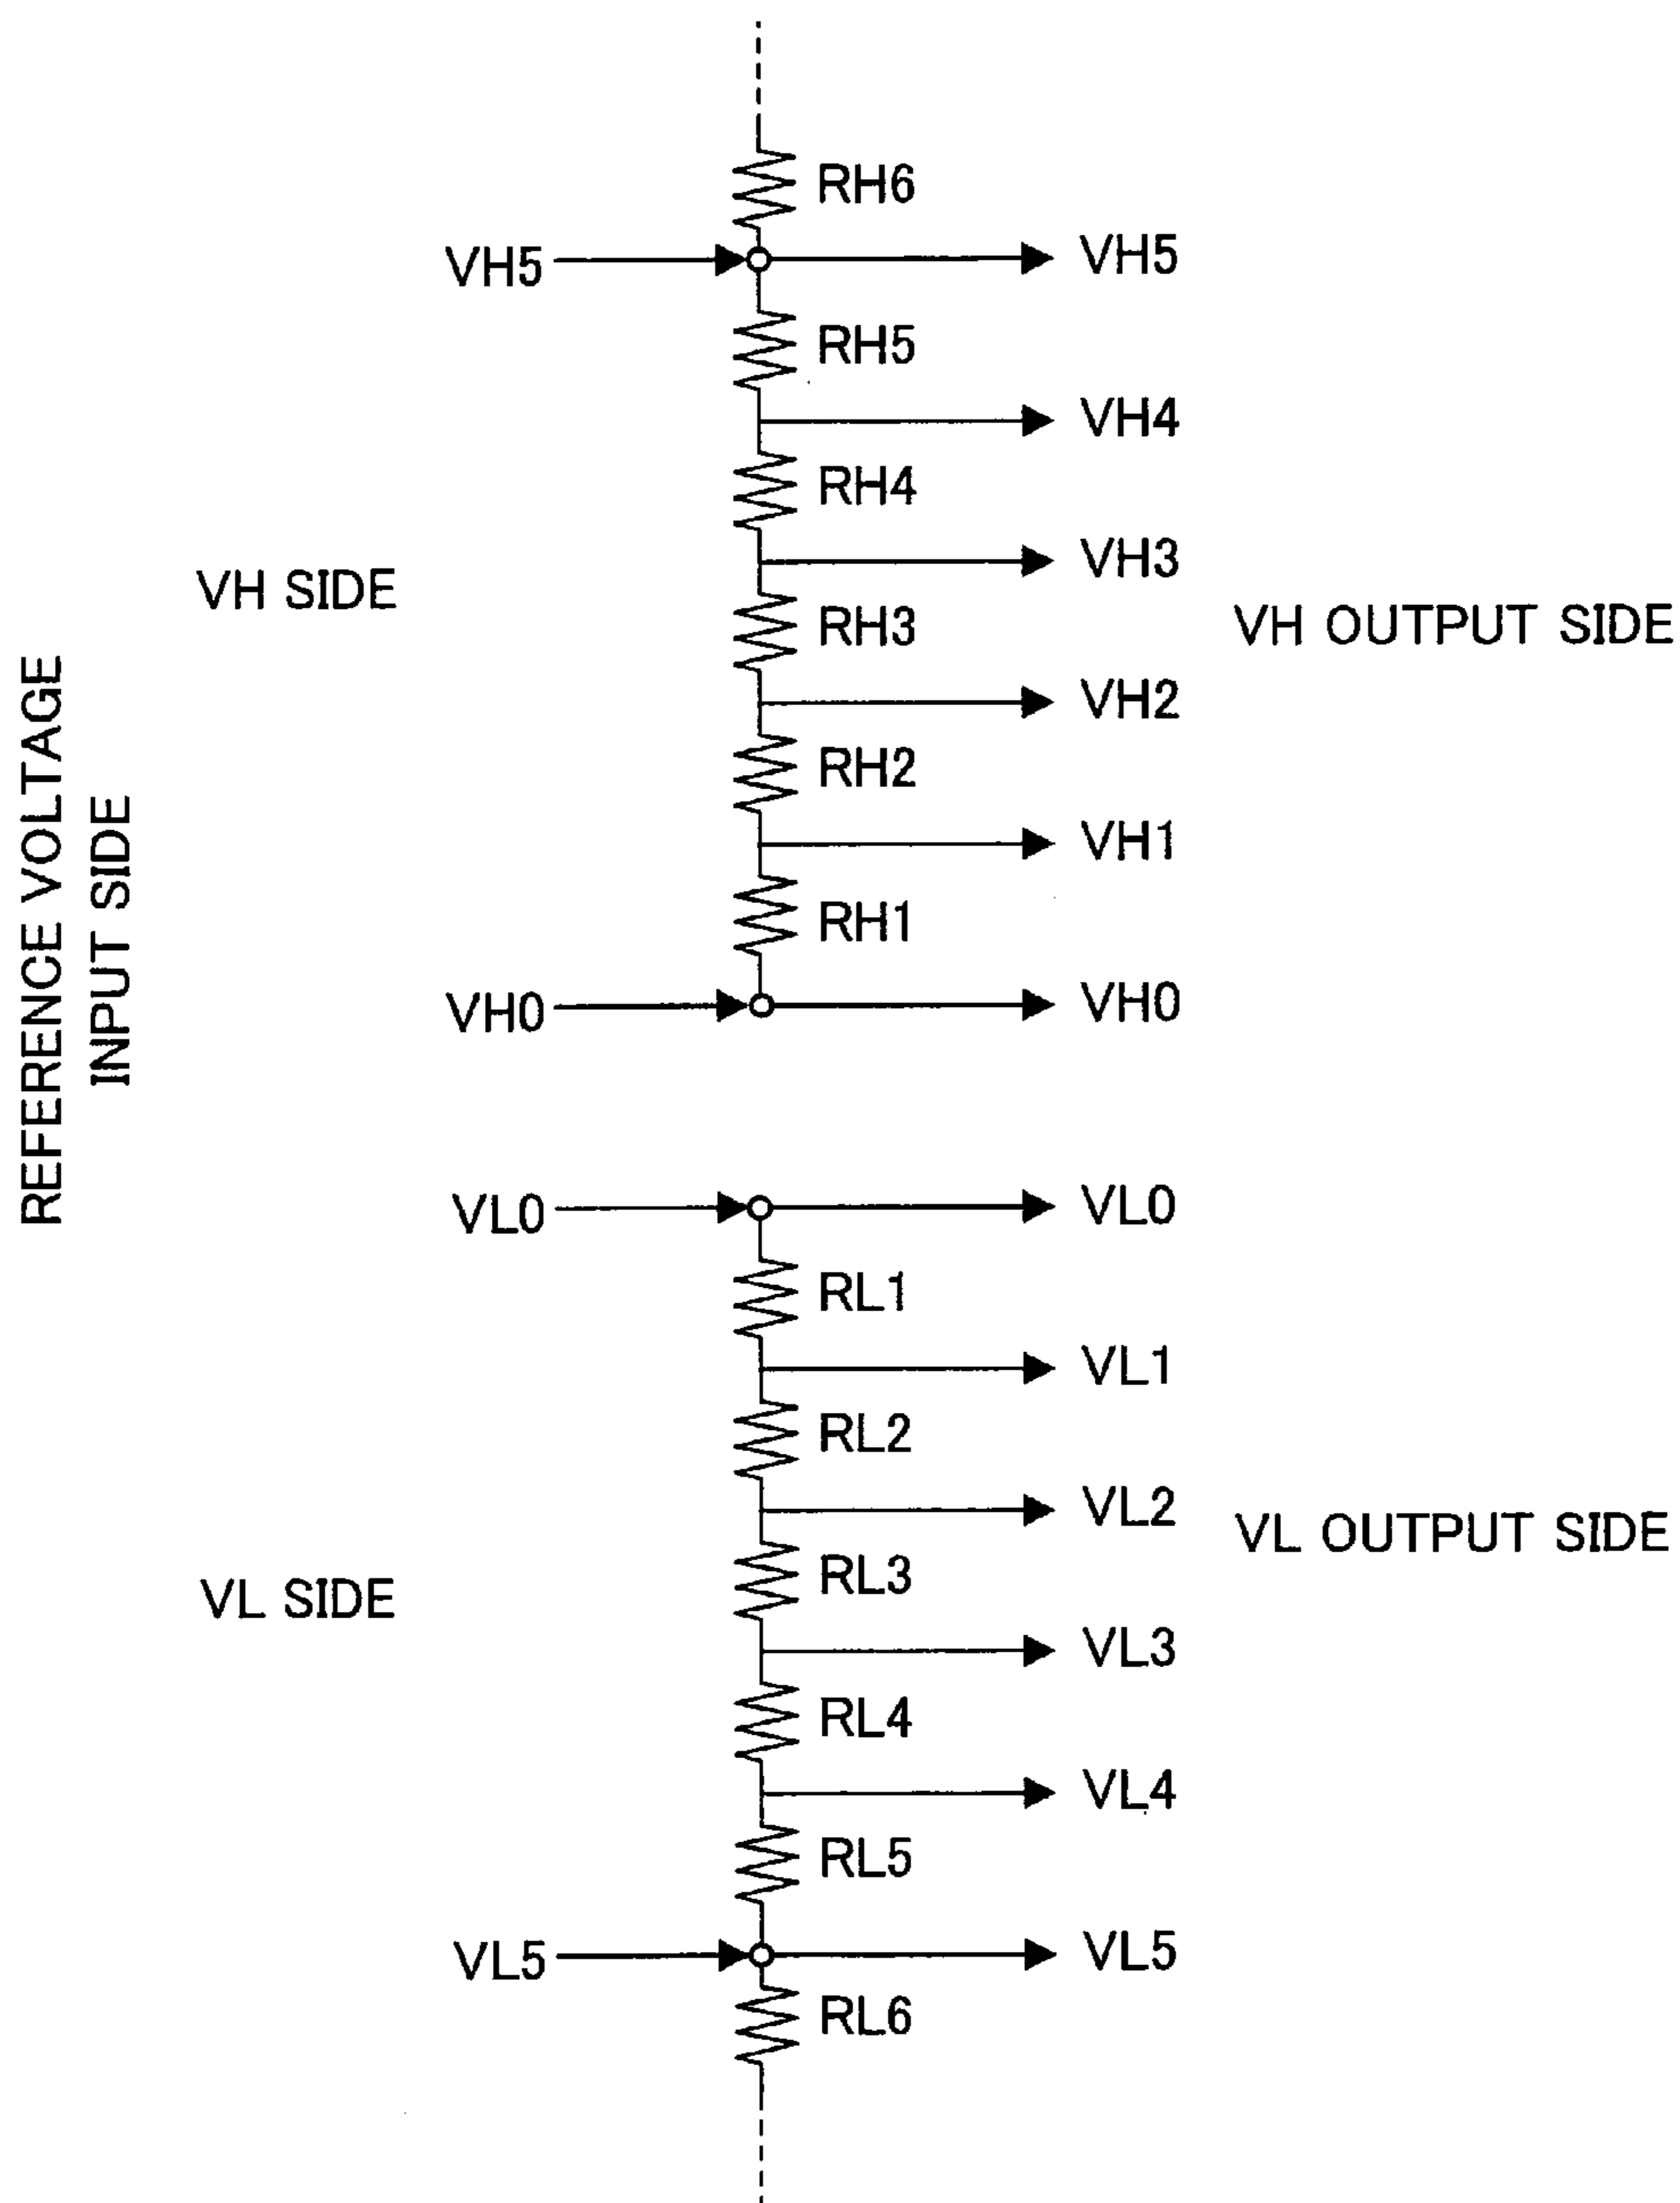 RH6
VH5
VH5
RH5
VH4
RH4
VH3
VH SIDE
RH3
VH OUTPUT SIDE
VH2
RH2
VH1
RH1
VH0
VH0
REFERENCE VOLTAGE
INPUT SIDE
VL0
VL0
RL1
VL1
RL2
VL2
VL OUTPUT SIDE
RL3
VL SIDE
VL3
RL4
VL4
RL5
VL5
VL5
RL6